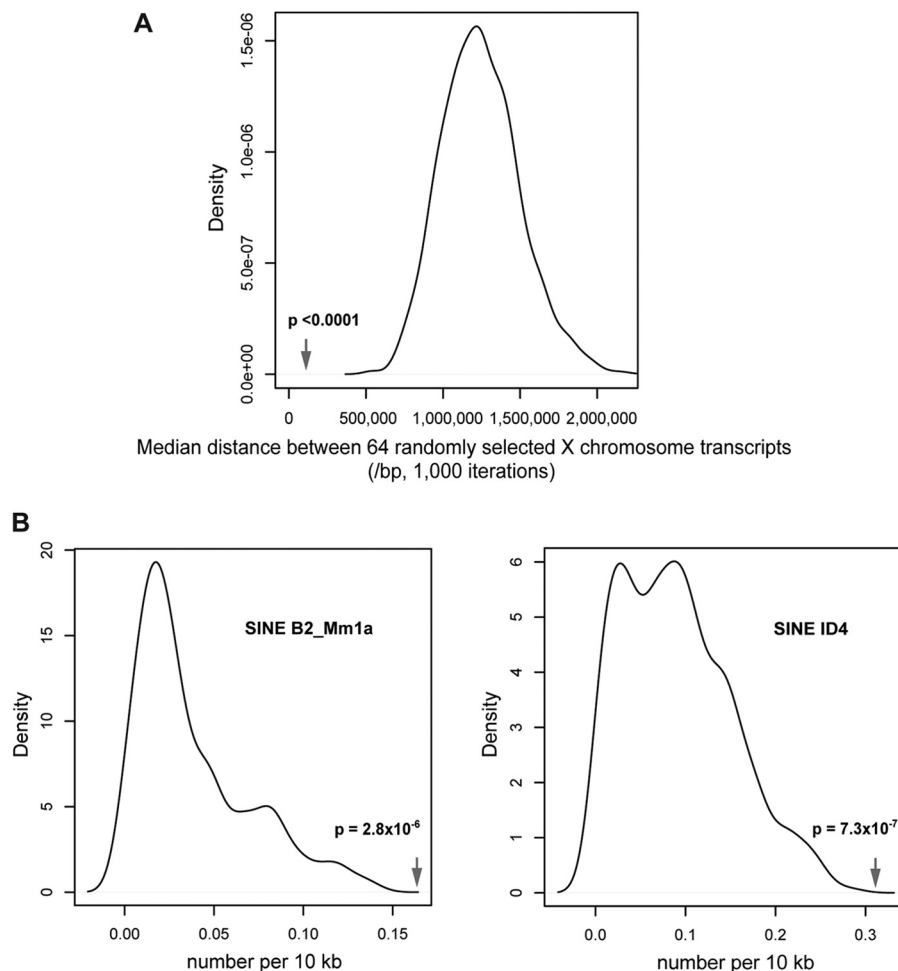 A
Density
0.0e+00 5.0e-07 1.0e-06 1.5e-06
p <0.0001
0 500,000 1,000,000 1,500,000 2,000,000
Median distance between 64 randomly selected X chromosome transcripts
(/bp, 1,000 iterations)
B
Density
0 5 10 15 20
SINE B2_Mm1a
p = 2.8x10⁻⁶
0.00 0.05 0.10 0.15
number per 10 kb
Density
0 1 2 3 4 5 6
SINE ID4
p = 7.3x10⁻⁷
0.0 0.1 0.2 0.3
number per 10 kb